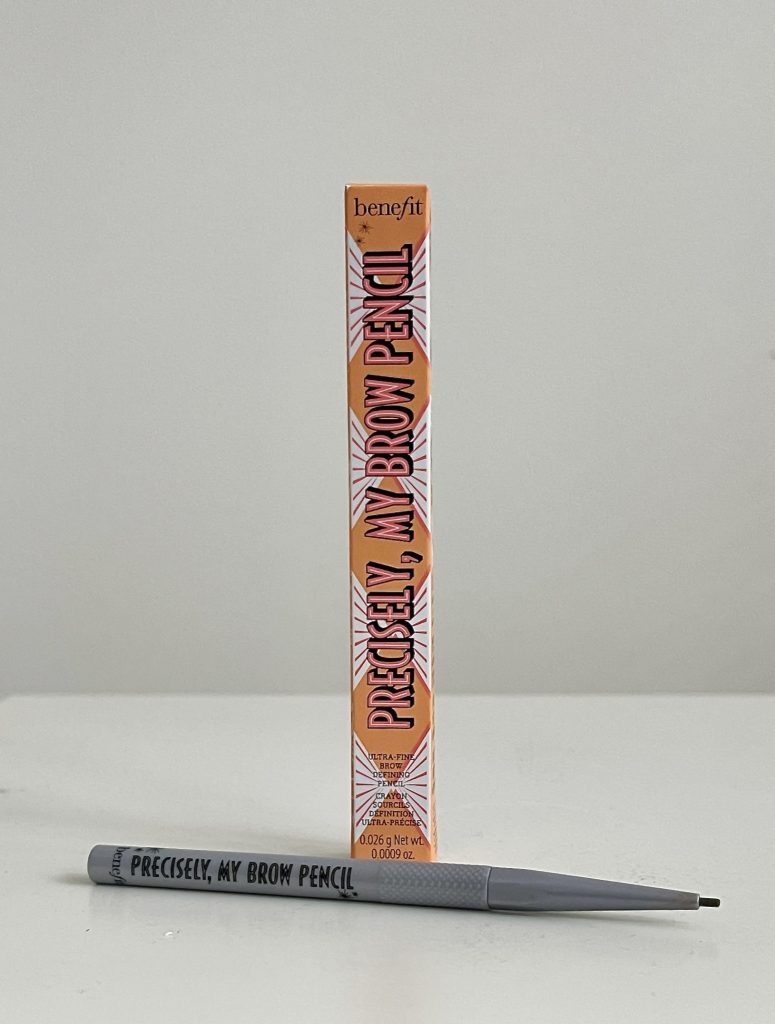 benefit
PRECISELY, MY BROW PENCIL
ULTRA-FINE
BROW
DEFINING
PENCIL
CRAYON
SOURCILS
DÉFINITION
ULTRA-PRÉCISE
0.026 g Net wt.
0.0009 oz.
benefit
PRECISELY, MY BROW PENCIL